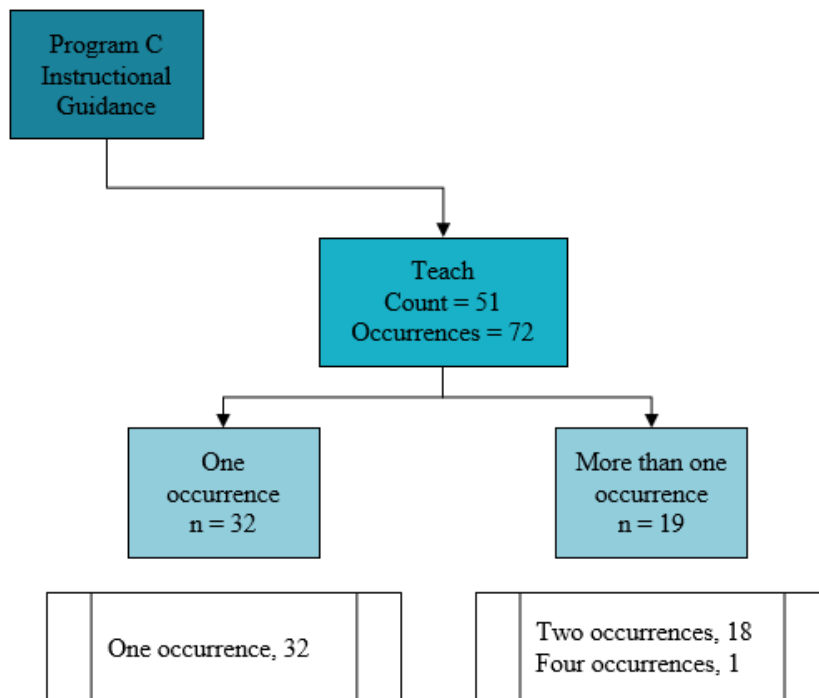 Program C
Instructional
Guidance
Teach
Count = 51
Occurrences = 72
One
occurrence
n = 32
More than one
occurrence
n = 19
One occurrence, 32
Two occurrences, 18
Four occurrences, 1